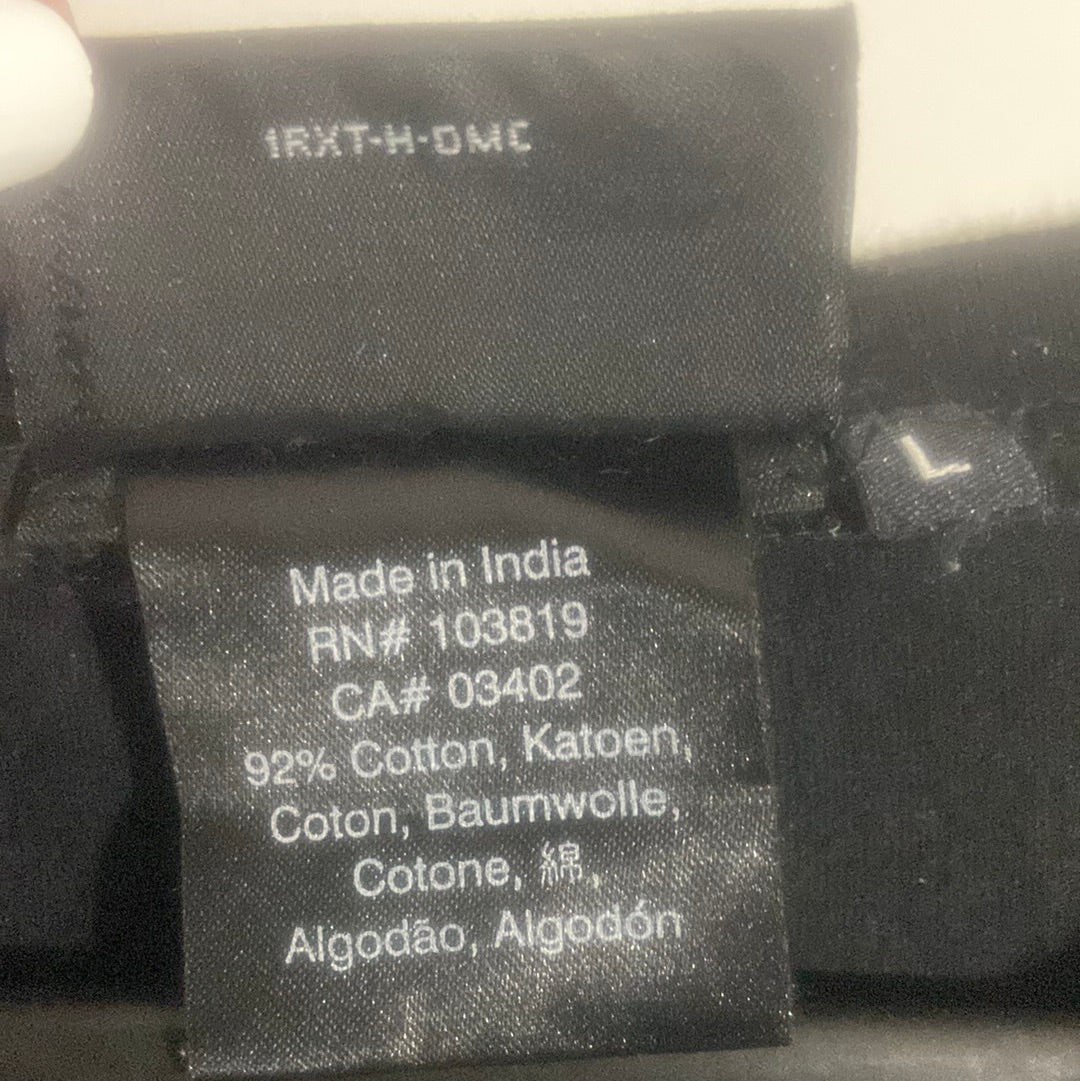 1RXT-H-DMC
L
Made in India
RN# 103819
CA# 03402
92% Cotton, Katoen,
Coton, Baumwolle,
Cotone, 綿,
Algodão, Algodón